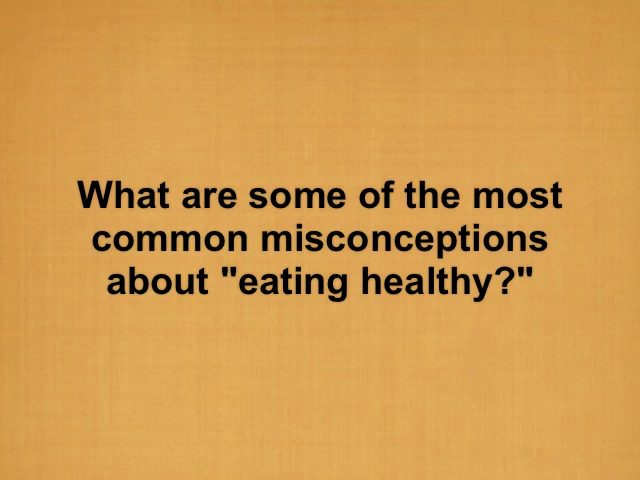 What are some of the most
common misconceptions
about "eating healthy?"